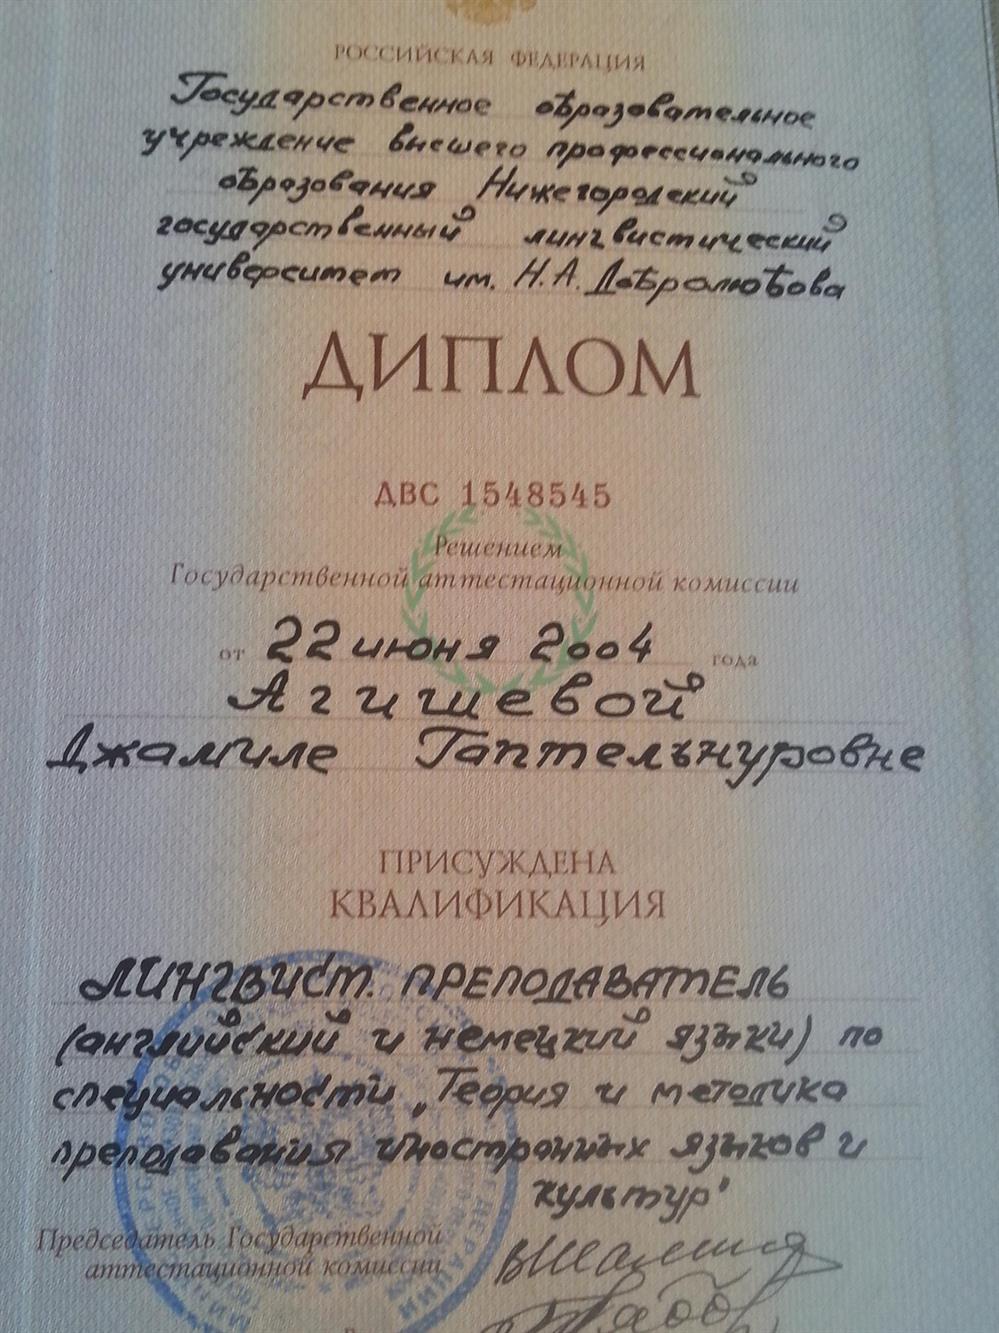 РОССИЙСКАЯ ФЕДЕРАЦИЯ
Государственное образовательное
учреждение высшего профессионального
образования Нижегородский
государственный лингвистический
университет им. Н.А. Добролюбова
ДИПЛОМ
ДВС 1548545
Решением
Государственной аттестационной комиссии
от 22 июня 2004 года
Агишевой
Джамиле Гаптельнуровне
ПРИСУЖДЕНА
КВАЛИФИКАЦИЯ
ЛИНГВИСТ. ПРЕПОДАВАТЕЛЬ
(английский и немецкий языки) по
специальности „Теория и методика
преподавания иностранных языков и
культур"
Председатель Государственной
аттестационной комиссии